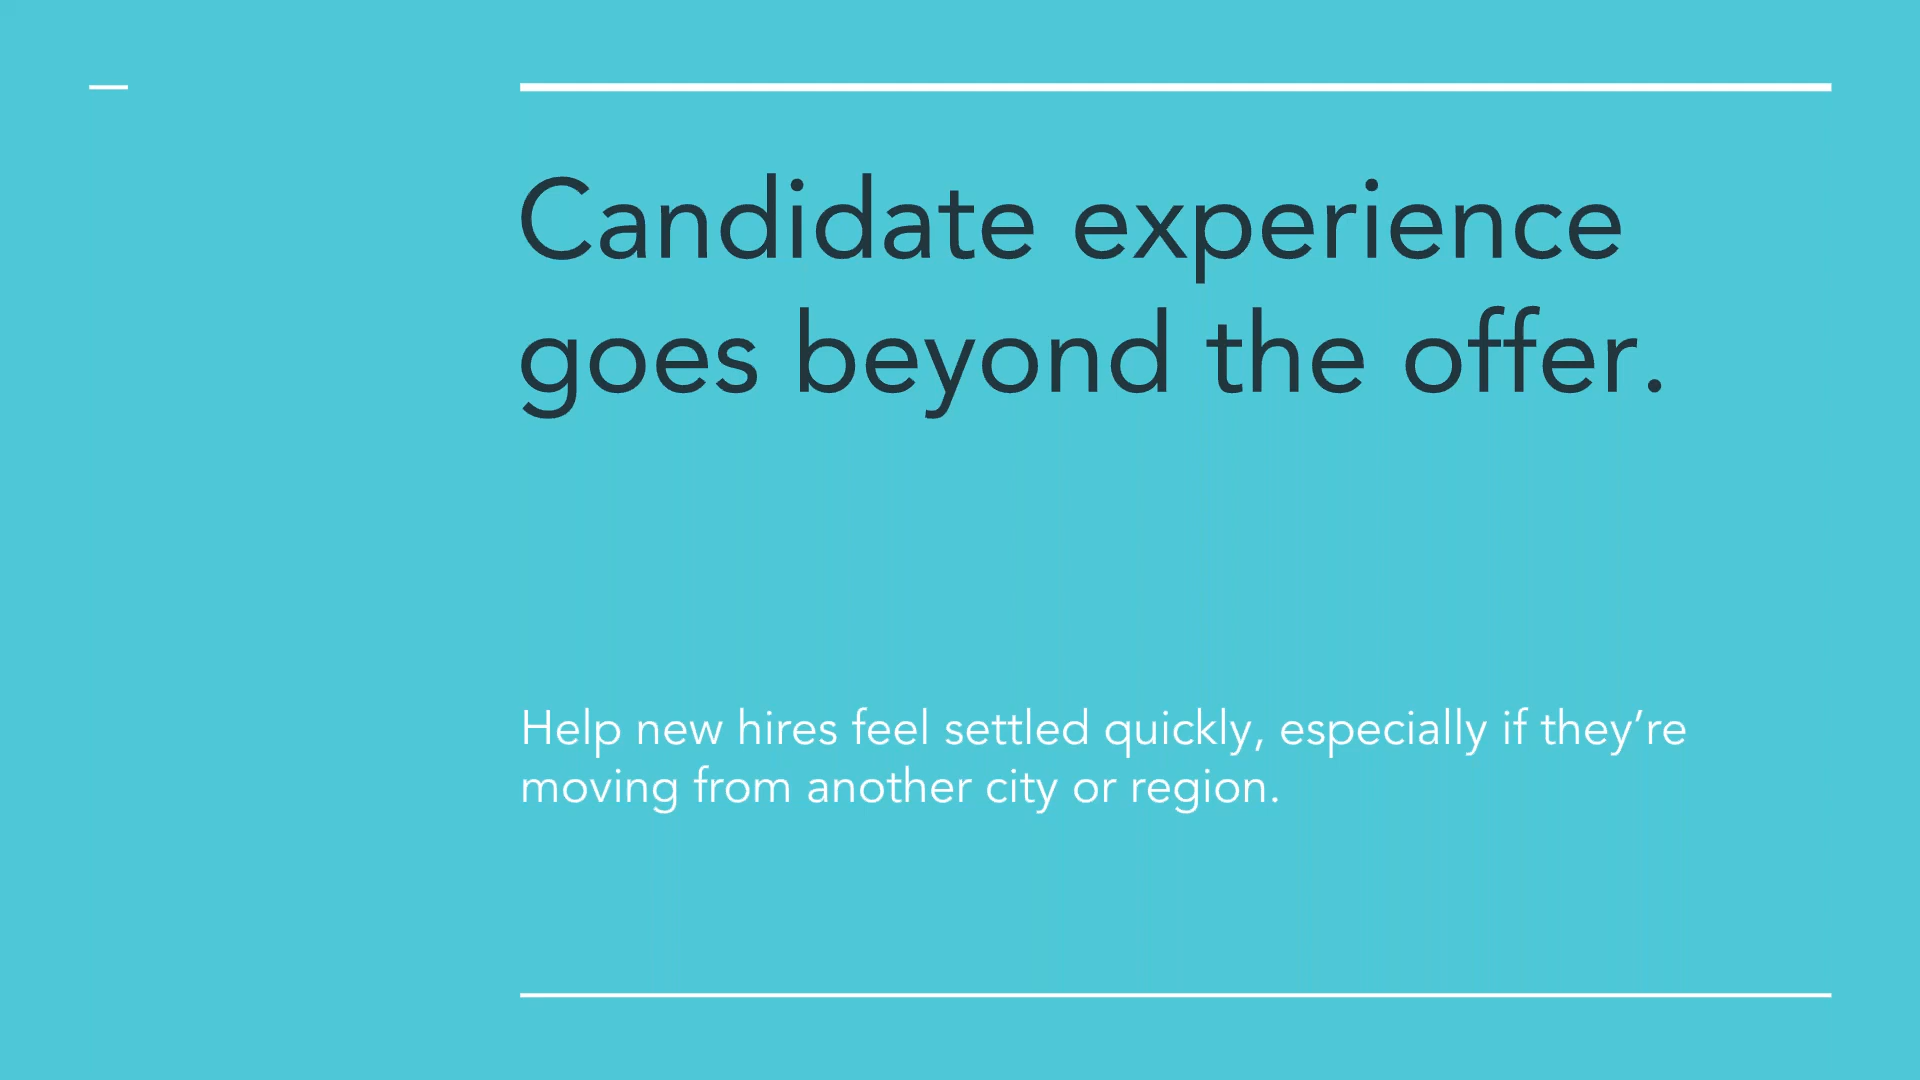 Candidate experience
goes beyond the offer.
Help new hires feel settled quickly, especially if they’re
moving from another city or region.